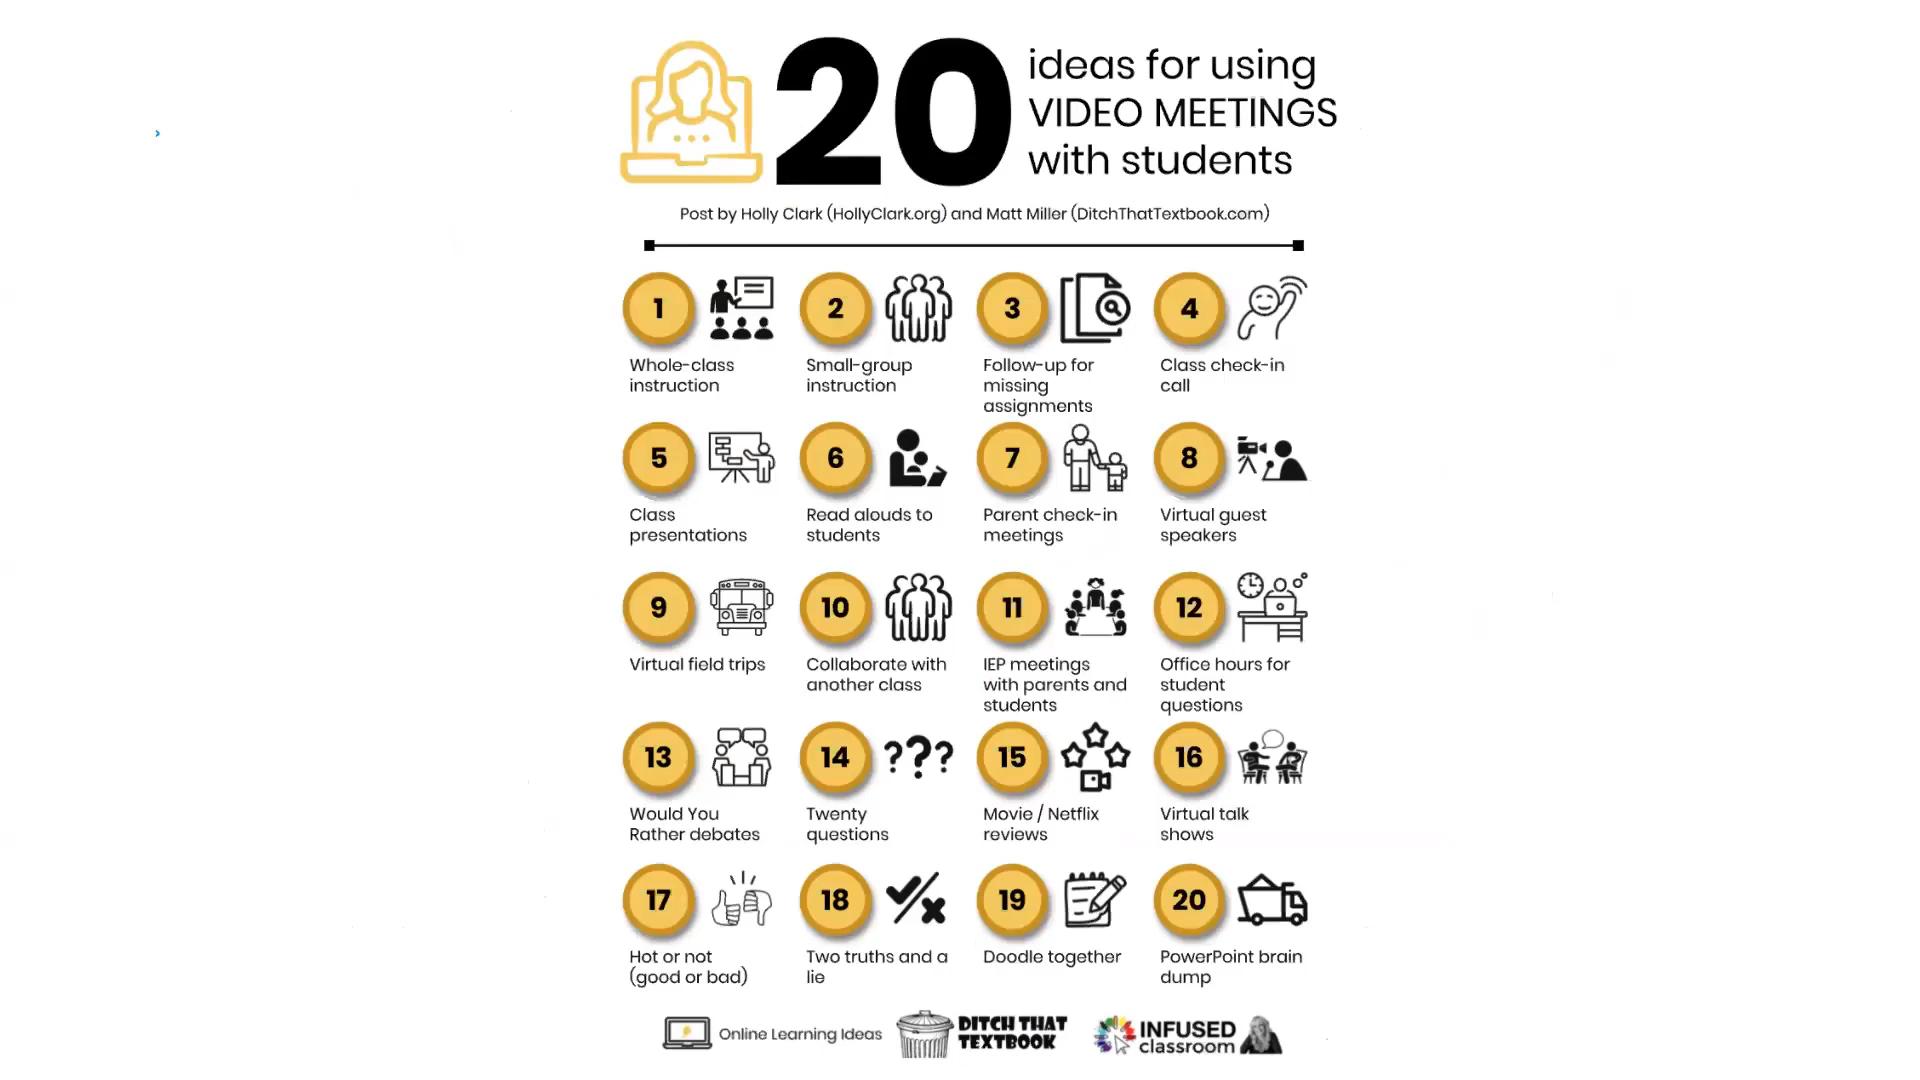 20
ideas for using
VIDEO MEETINGS
with students
Post by Holly Clark (HollyClark.org) and Matt Miller (DitchThatTextbook.com)
1
Whole-class
instruction
2
Small-group
instruction
3
Follow-up for
missing
assignments
4
Class check-in
call
5
Class
presentations
6
Read alouds to
students
7
Parent check-in
meetings
8
Virtual guest
speakers
9
Virtual field trips
10
Collaborate with
another class
11
IEP meetings
with parents and
students
12
Office hours for
student
questions
13
Would You
Rather debates
14
???
Twenty
questions
15
Movie / Netflix
reviews
16
Virtual talk
shows
17
Hot or not
(good or bad)
18
Two truths and a
lie
19
Doodle together
20
PowerPoint brain
dump
Online Learning Ideas
DITCH THAT
TEXTBOOK
INFUSED
classroom